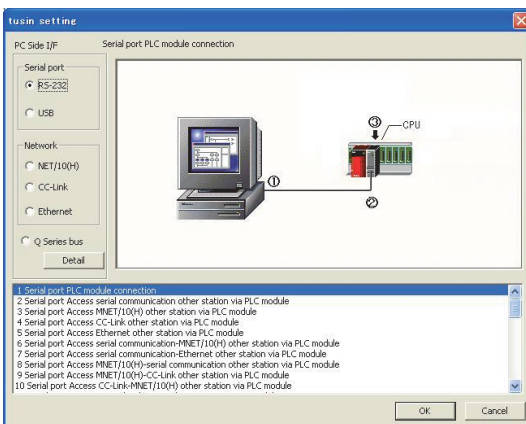 tusin setting
PC Side I/F
Serial port PLC module connection
Serial port
RS-232
USB
Network
NET/10(H)
CC-Link
Ethernet
Q Series bus
Detail
③
CPU
①
②
1 Serial port PLC module connection
2 Serial port Access serial communication other station via PLC module
3 Serial port Access MNET/10(H) other station via PLC module
4 Serial port Access CC-Link other station via PLC module
5 Serial port Access Ethernet other station via PLC module
6 Serial port Access serial communication-MNET/10(H) other station via PLC module
7 Serial port Access serial communication-Ethernet other station via PLC module
8 Serial port Access MNET/10(H)-serial communication other station via PLC module
9 Serial port Access MNET/10(H)-CC-Link other station via PLC module
10 Serial port Access CC-Link-MNET/10(H) other station via PLC module
OK
Cancel